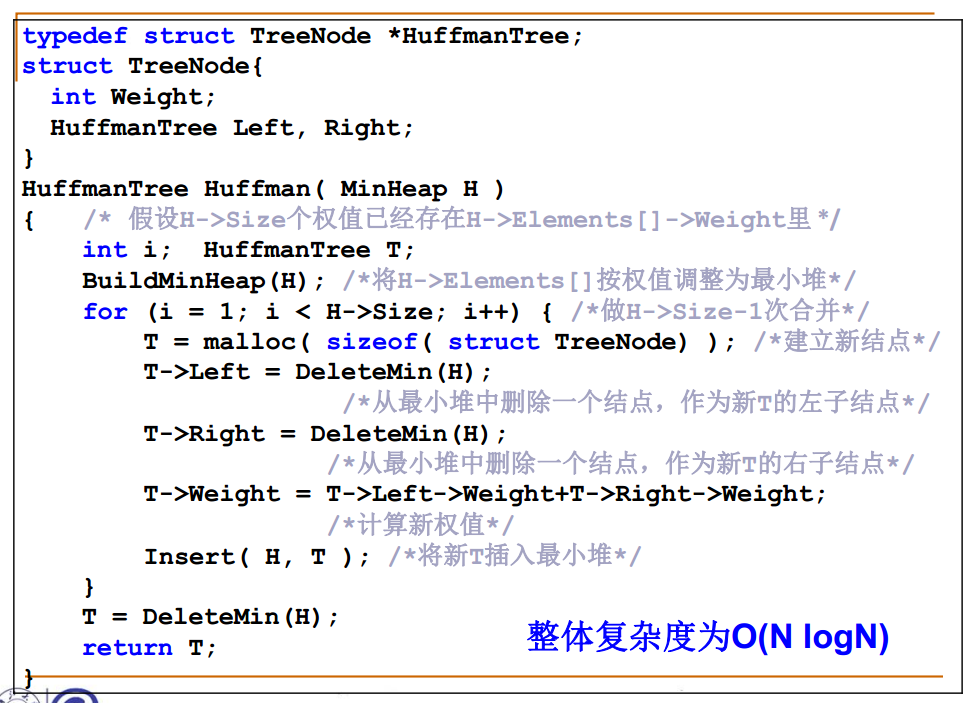 typedef struct TreeNode *HuffmanTree;
struct TreeNode{
  int Weight;
  HuffmanTree Left, Right;
}
HuffmanTree Huffman( MinHeap H )
{   /* 假设H->Size个权值已经存在H->Elements[]->Weight里 */
    int i;  HuffmanTree T;
    BuildMinHeap(H); /*将H->Elements[]按权值调整为最小堆*/
    for (i = 1; i < H->Size; i++) { /*做H->Size-1次合并*/
        T = malloc( sizeof( struct TreeNode) ); /*建立新结点*/
        T->Left = DeleteMin(H);
                     /*从最小堆中删除一个结点，作为新T的左子结点*/
        T->Right = DeleteMin(H);
                    /*从最小堆中删除一个结点，作为新T的右子结点*/
        T->Weight = T->Left->Weight+T->Right->Weight;
                    /*计算新权值*/
        Insert( H, T ); /*将新T插入最小堆*/
    }
    T = DeleteMin(H);
    return T;
整体复杂度为O(N logN)
}